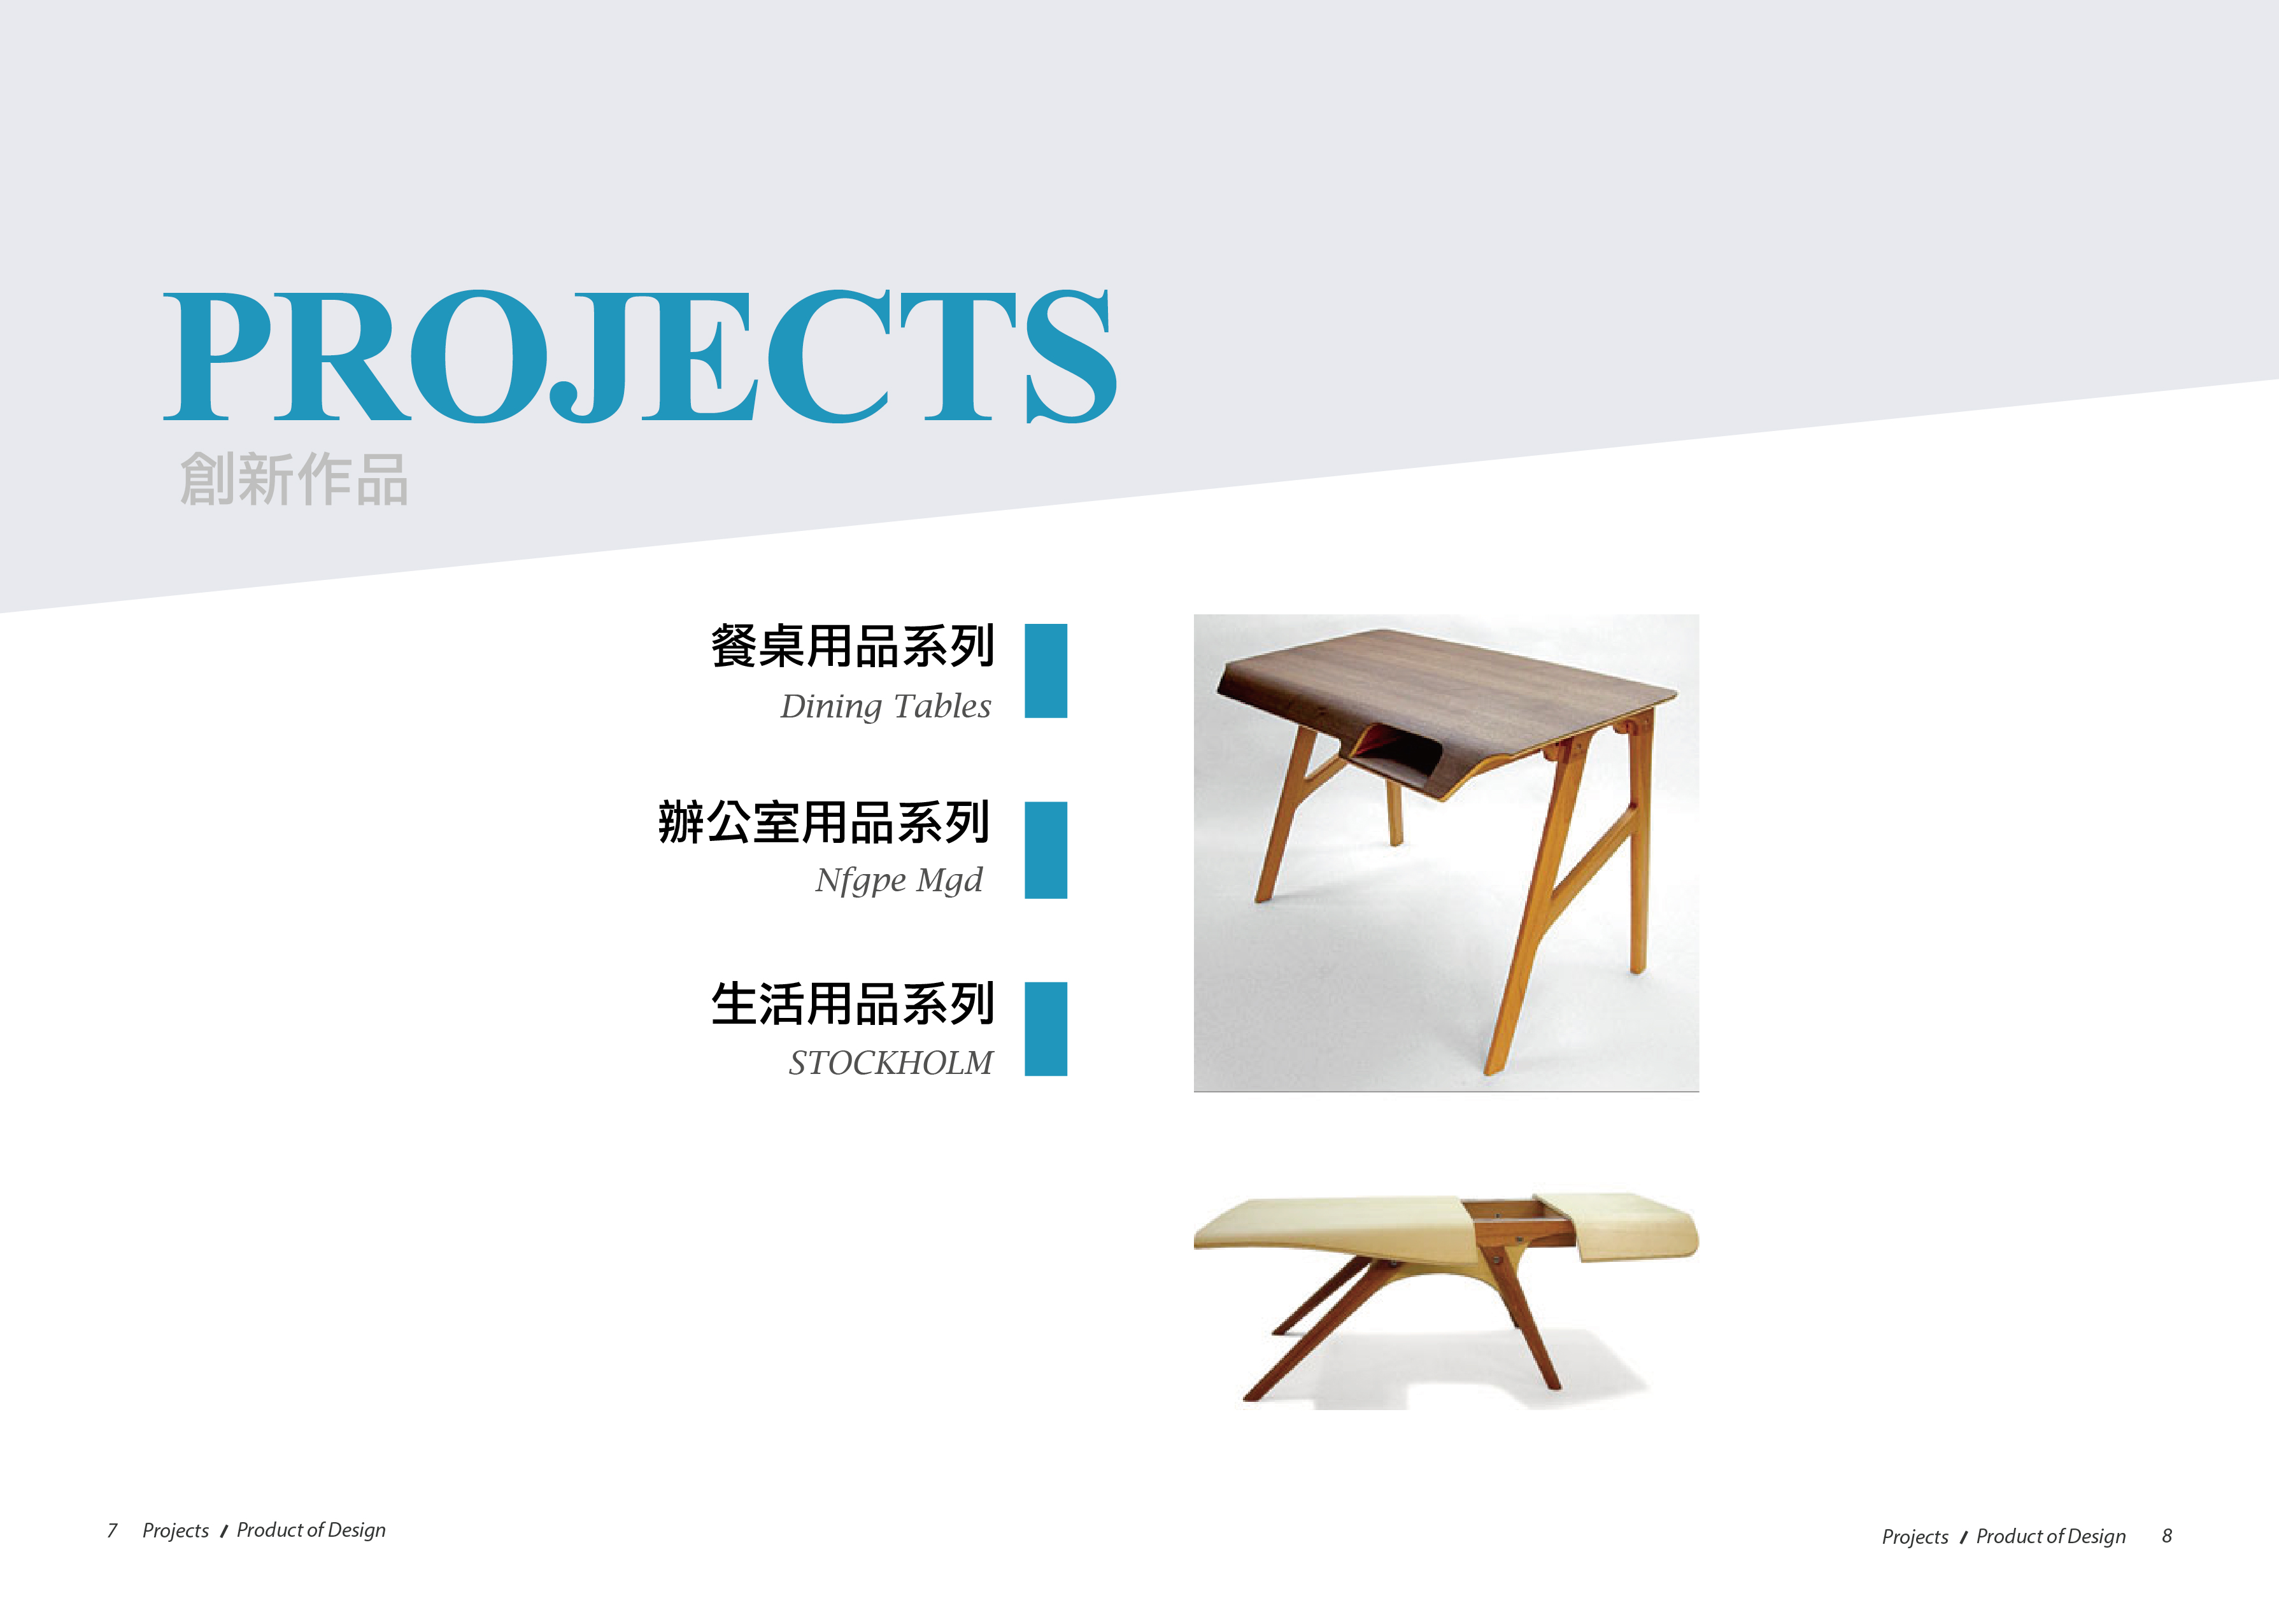 PROJECTS
創新作品
餐桌用品系列
Dining Tables
辦公室用品系列
Nfgpe Mgd
生活用品系列
STOCKHOLM
7 Projects / Product of Design
Projects / Product of Design 8